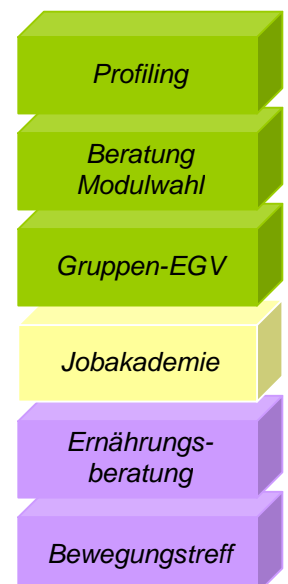 Profiling
Beratung
Modulwahl
Gruppen-EGV
Jobakademie
Ernährungs-
beratung
Bewegungstreff